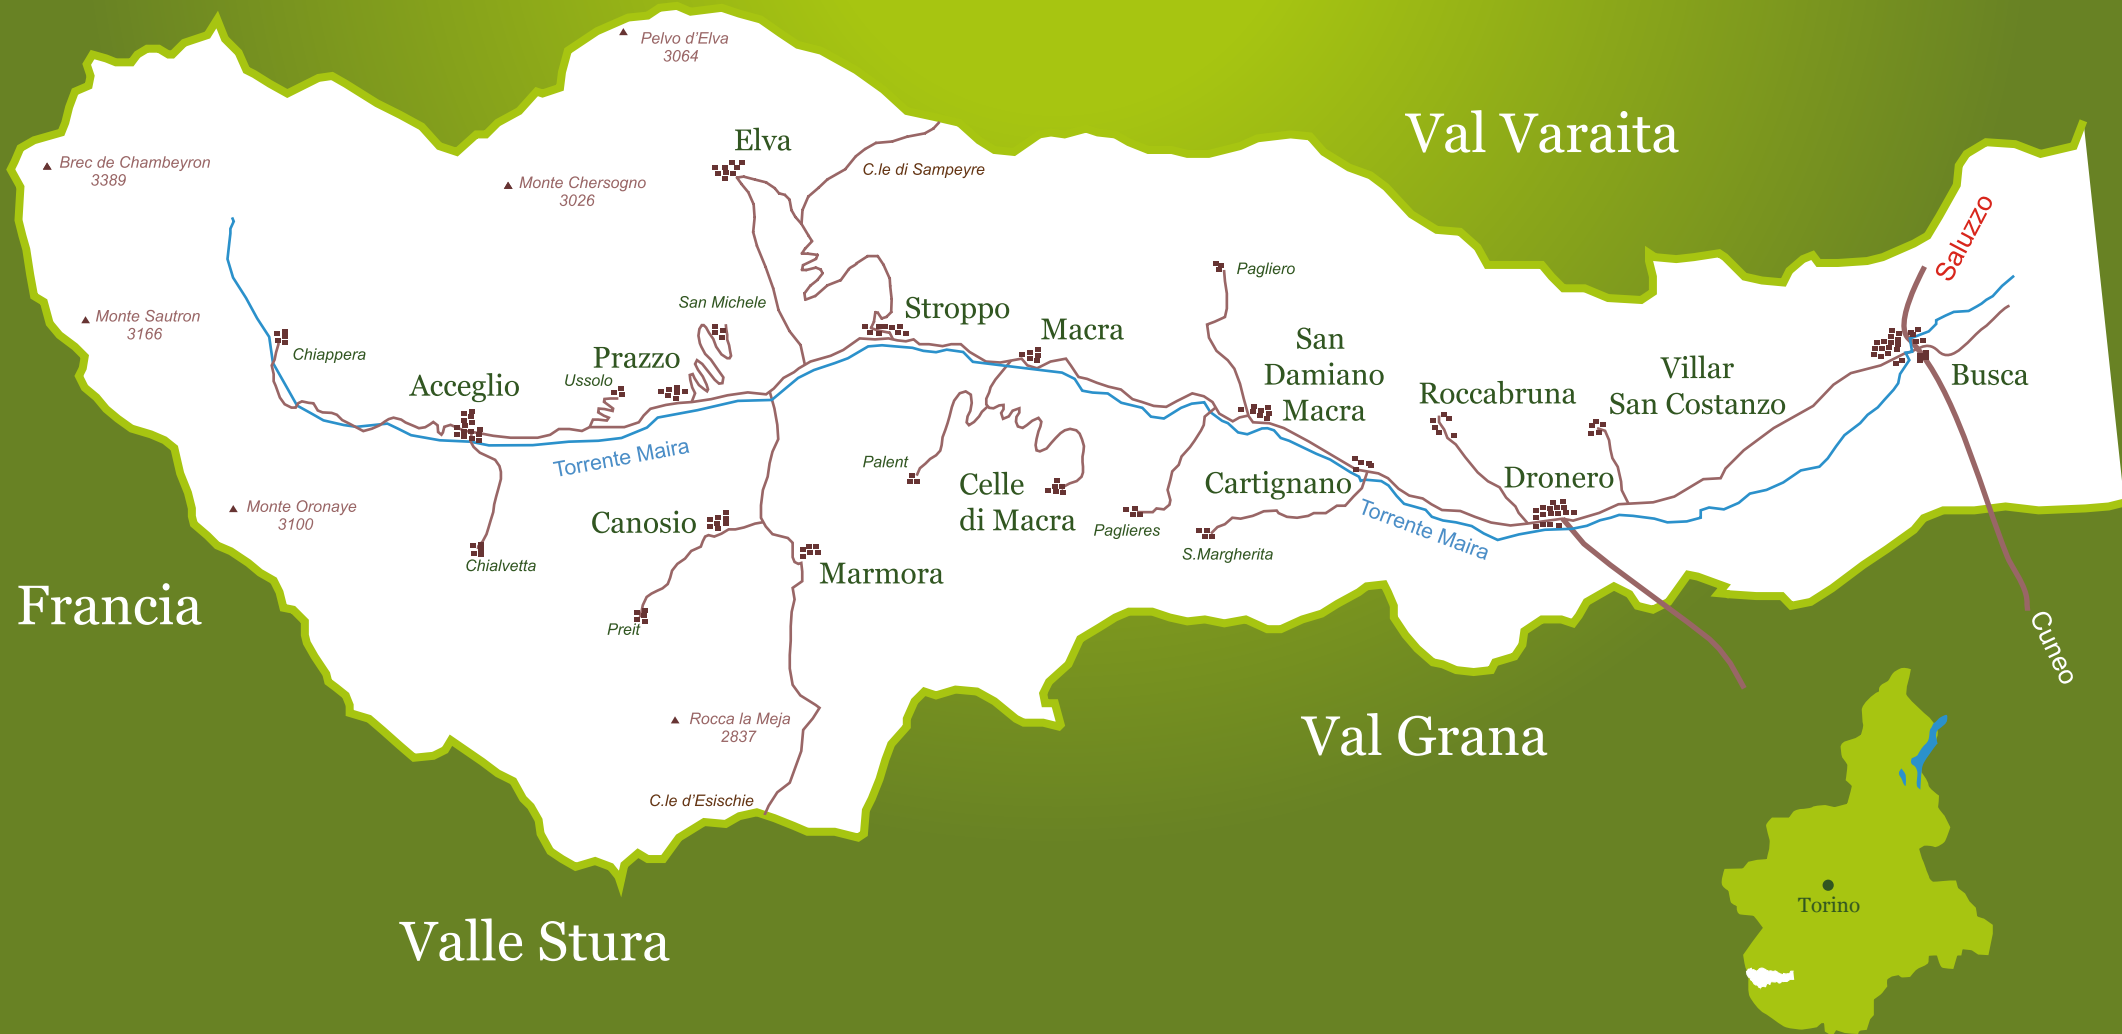 Pelvo d'Elva
3064
Val Varaita
Elva
Brec de Chambeyron
3389
Monte Chersogno
3026
C.le di Sampeyre
Saluzzo
Pagliero
San Michele
Stroppo
Monte Sautron
3166
Macra
San
Damiano
Macra
Chiappera
Prazzo
Ussolo
Acceglio
Roccabruna
Villar
San Costanzo
Busca
Torrente Maira
Palent
Celle
di Macra
Cartignano
Dronero
Monte Oronaye
3100
Canosio
Paglieres
Torrente Maira
S.Margherita
Chialvetta
Marmora
Francia
Preit
Cuneo
Rocca la Meja
2837
Val Grana
C.le d'Esischie
Torino
Valle Stura